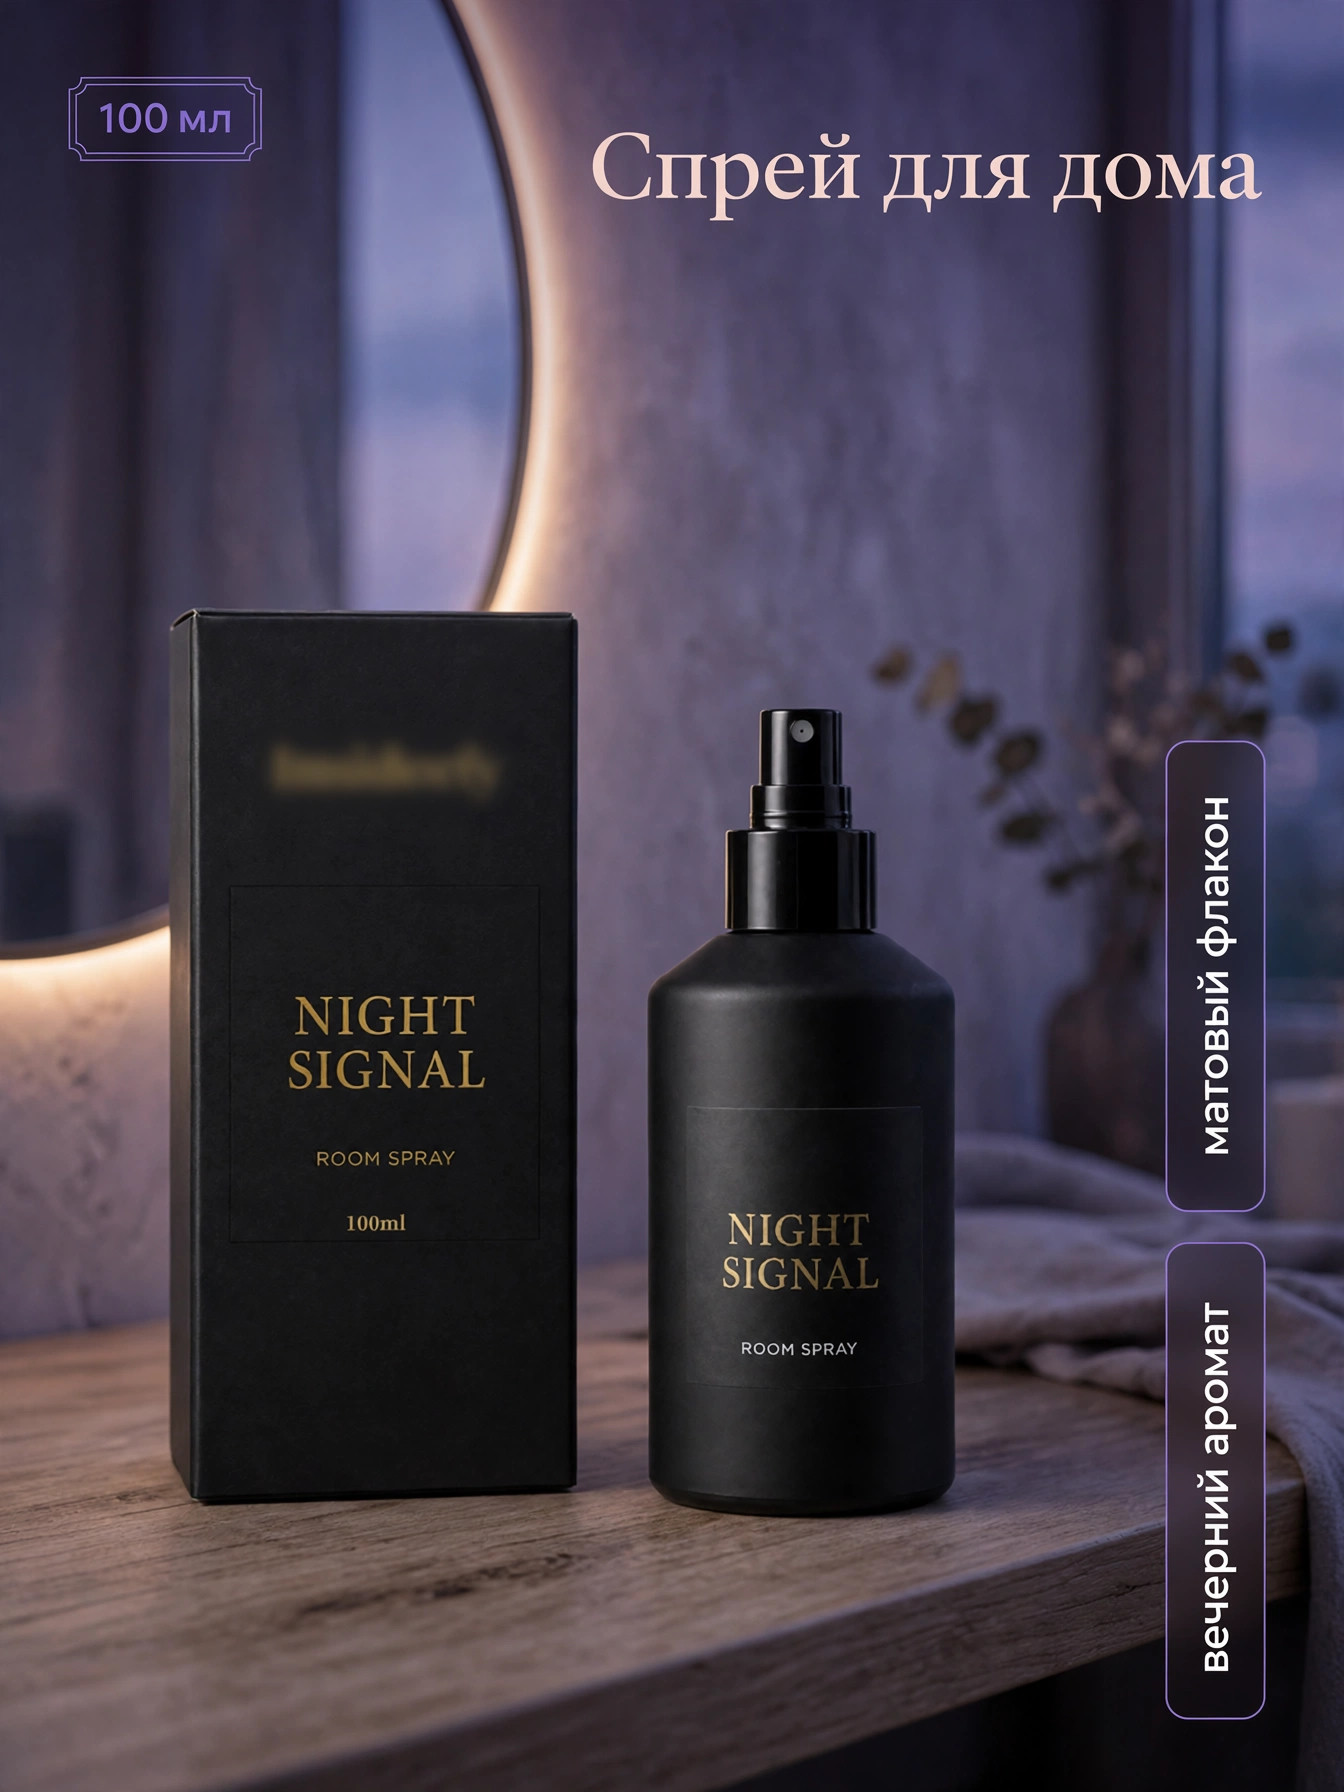 100 мл
Спрей для дома
NIGHT
SIGNAL
ROOM SPRAY
100ml
NIGHT
SIGNAL
ROOM SPRAY
матовый флакон
вечерний аромат